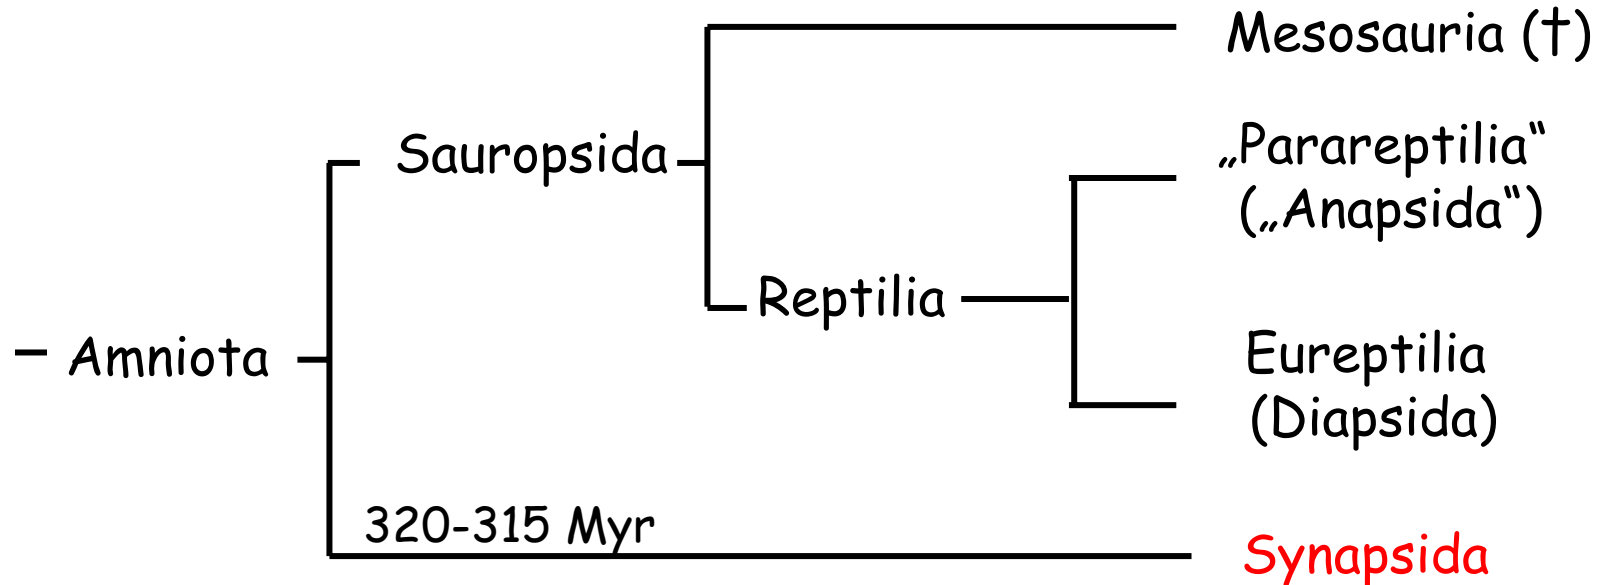 Mesosauria (†)
„Parareptilia“
(„Anapsida“)
Sauropsida
Reptilia
Eureptilia
(Diapsida)
Amniota
320-315 Myr
Synapsida